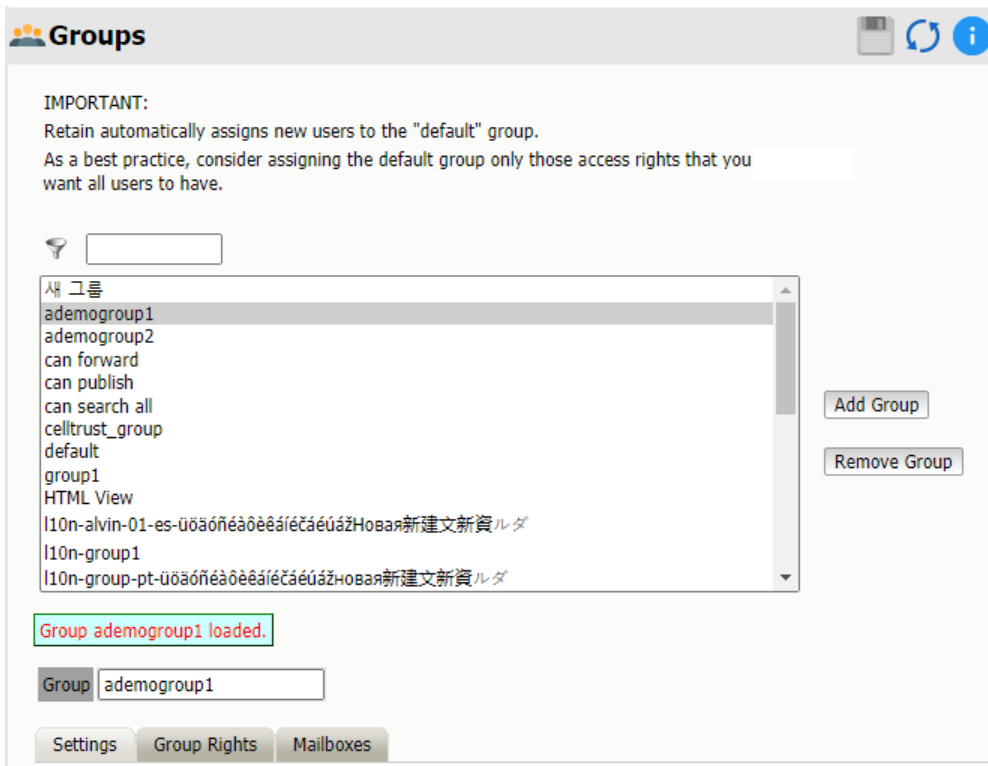 Groups
IMPORTANT:
Retain automatically assigns new users to the "default" group.
As a best practice, consider assigning the default group only those access rights that you
want all users to have.
새 그룹
ademogroup1
ademogroup2
can forward
can publish
can search all
celltrust_group
default
group1
HTML View
l10n-alvin-01-es-üöäóñéàôèêáíéčáéúážНовая新建文新資ルダ
l10n-group1
l10n-group-pt-üöäóñéàôèêáíéčáéúážновая新建文新資ルダ
Add Group
Remove Group
Group ademogroup1 loaded.
Group ademogroup1
Settings Group Rights Mailboxes